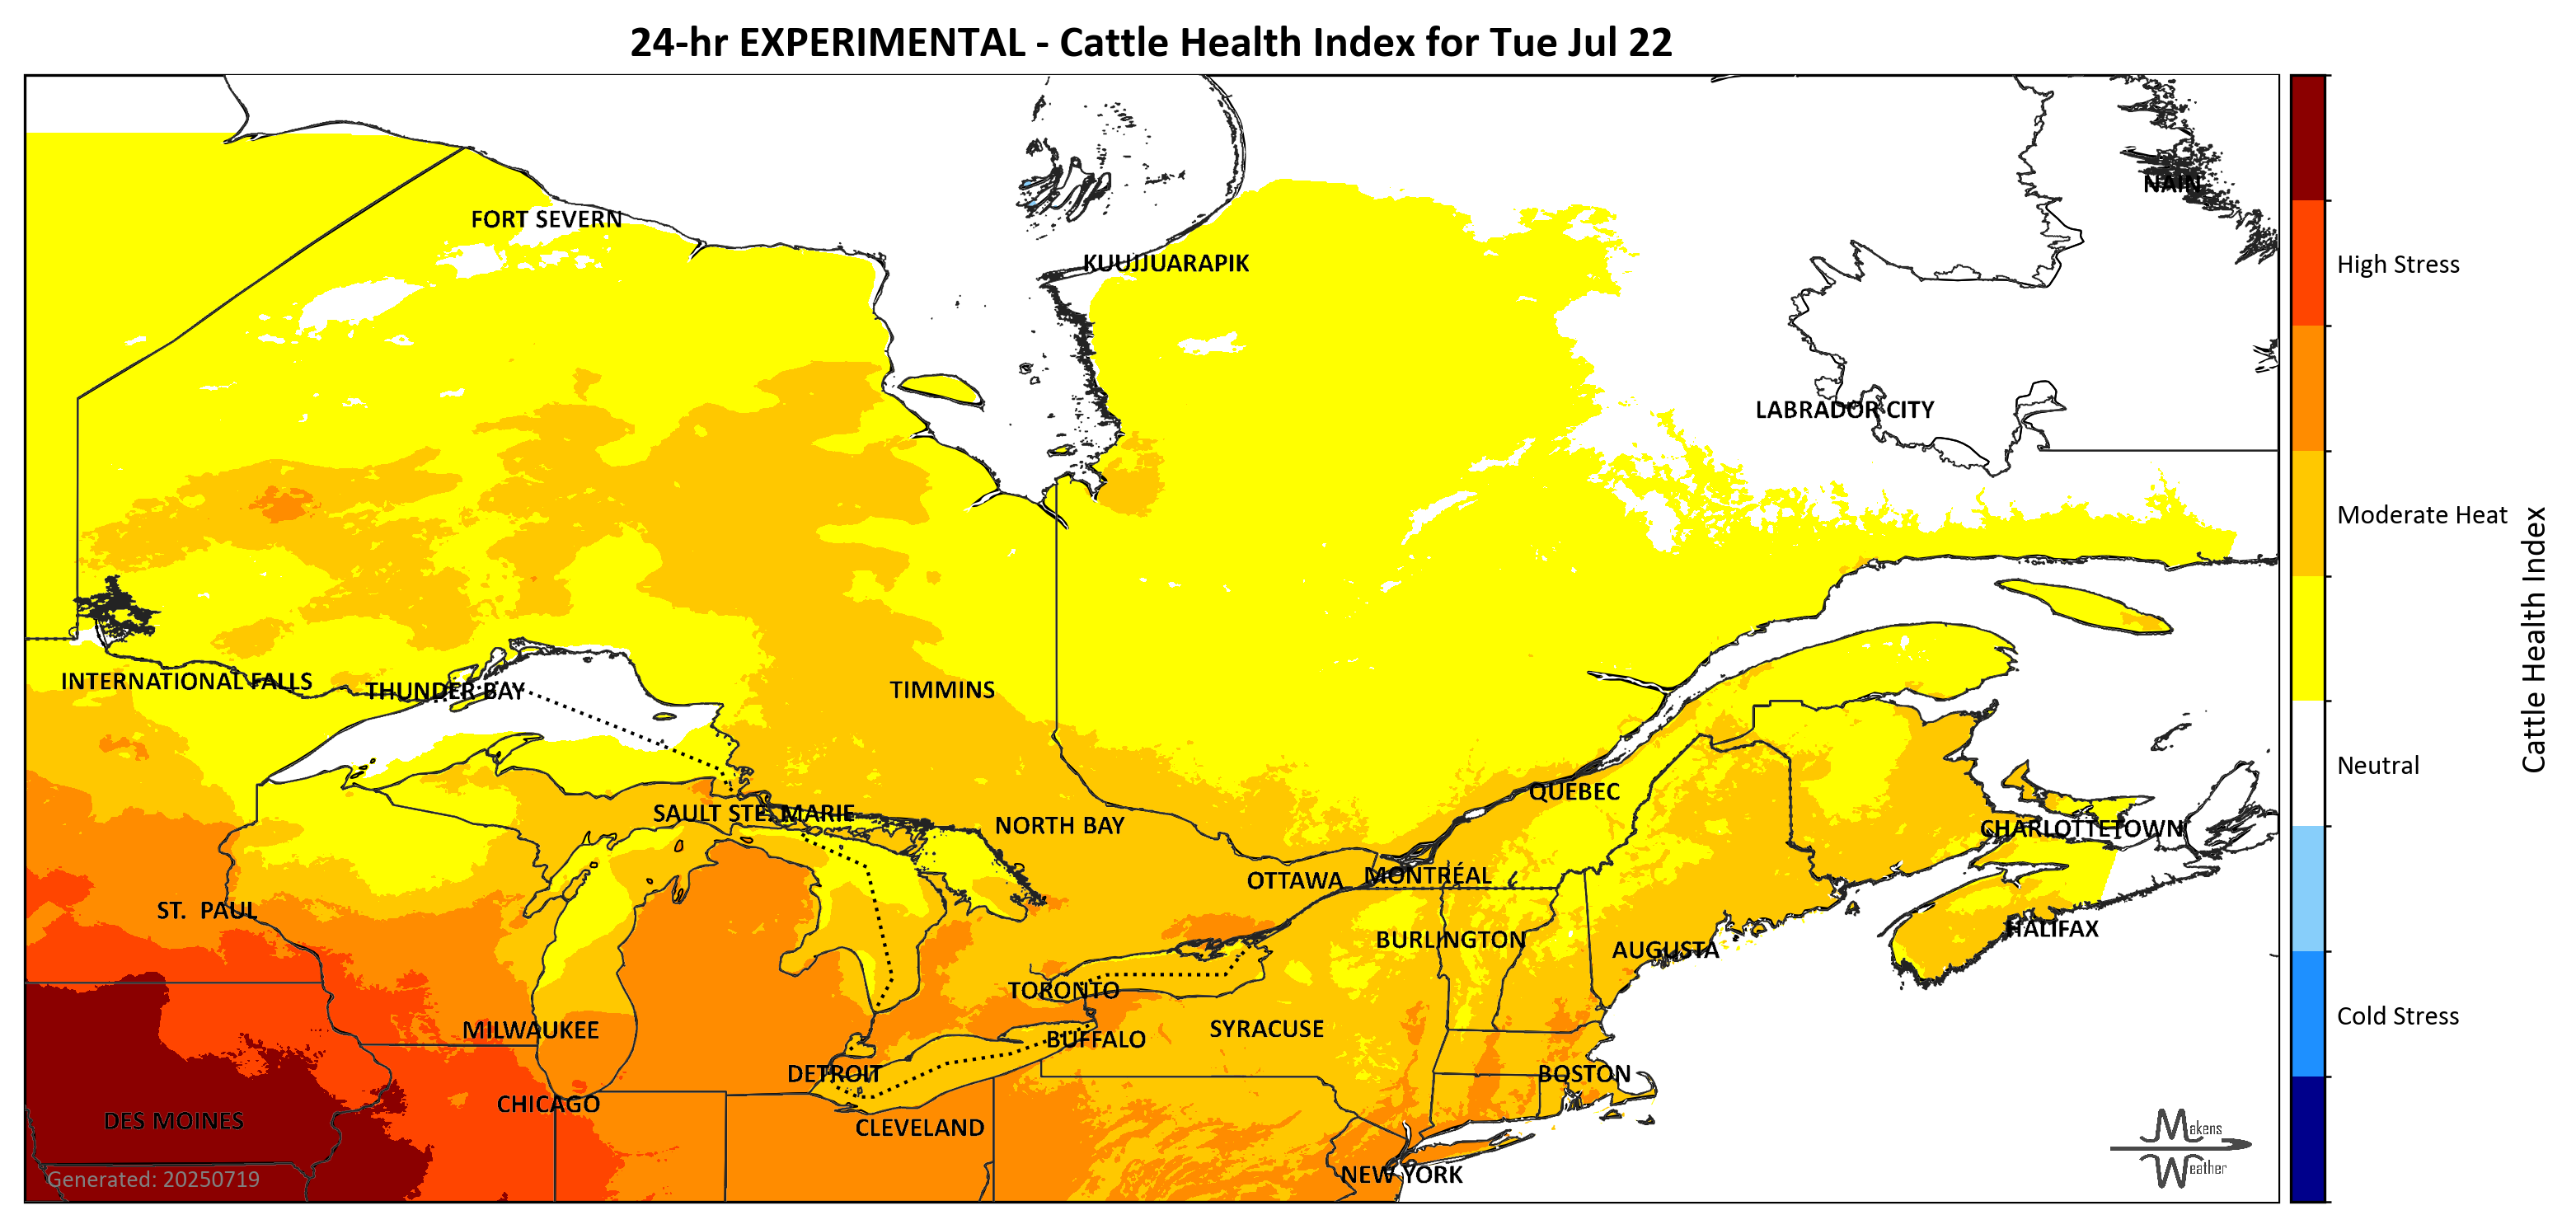 24-hr EXPERIMENTAL - Cattle Health Index for Tue Jul 22
NAIN
FORT SEVERN
KUUJJUARAPIK
High Stress
LABRADOR CITY
Moderate Heat
INTERNATIONAL FALLS
THUNDER BAY
TIMMINS
Cattle Health Index
Neutral
QUEBEC
SAULT STE. MARIE
NORTH BAY
CHARLOTTETOWN
OTTAWA
MONTRÉAL
ST. PAUL
HALIFAX
BURLINGTON
AUGUSTA
TORONTO
Cold Stress
MILWAUKEE
SYRACUSE
BUFFALO
DETROIT
BOSTON
CHICAGO
DES MOINES
CLEVELAND
Makens
Weather
NEW YORK
Generated: 20250719